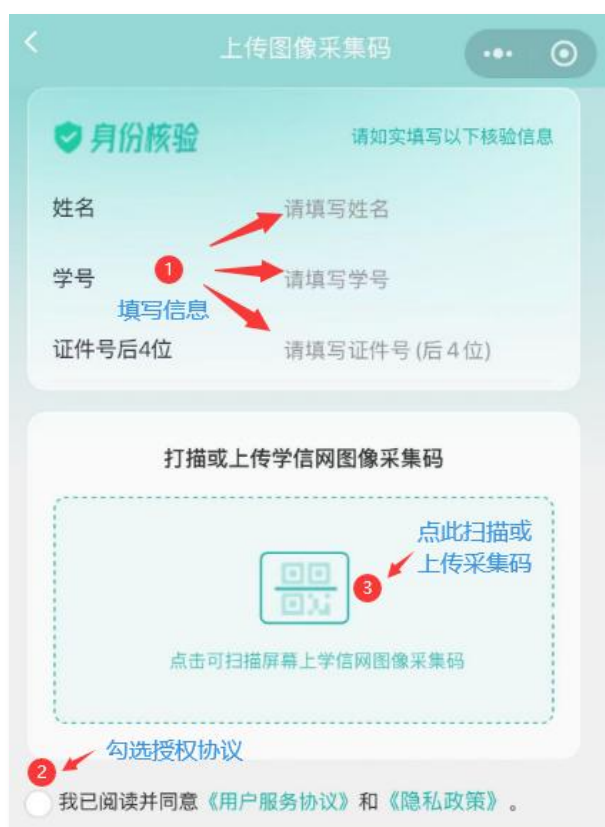 上传图像采集码
身份核验
请如实填写以下核验信息
姓名
请填写姓名
学号
1
请填写学号
填写信息
证件号后4位
请填写证件号(后4位)
打描或上传学信网图像采集码
点此扫描或
上传采集码
3
点击可扫描屏幕上学信网图像采集码
勾选授权协议
2
我已阅读并同意《用户服务协议》和《隐私政策》。